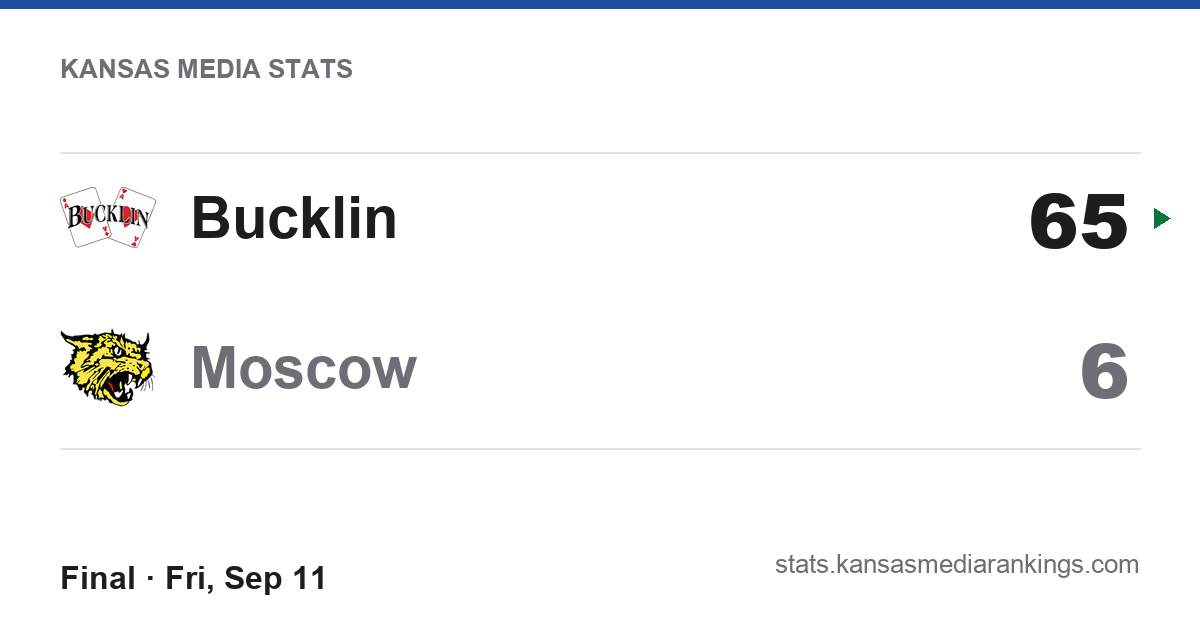 KANSAS MEDIA STATS
BUCKLIN
Bucklin 65
Moscow 6
Final · Fri, Sep 11
stats.kansasmediarankings.com